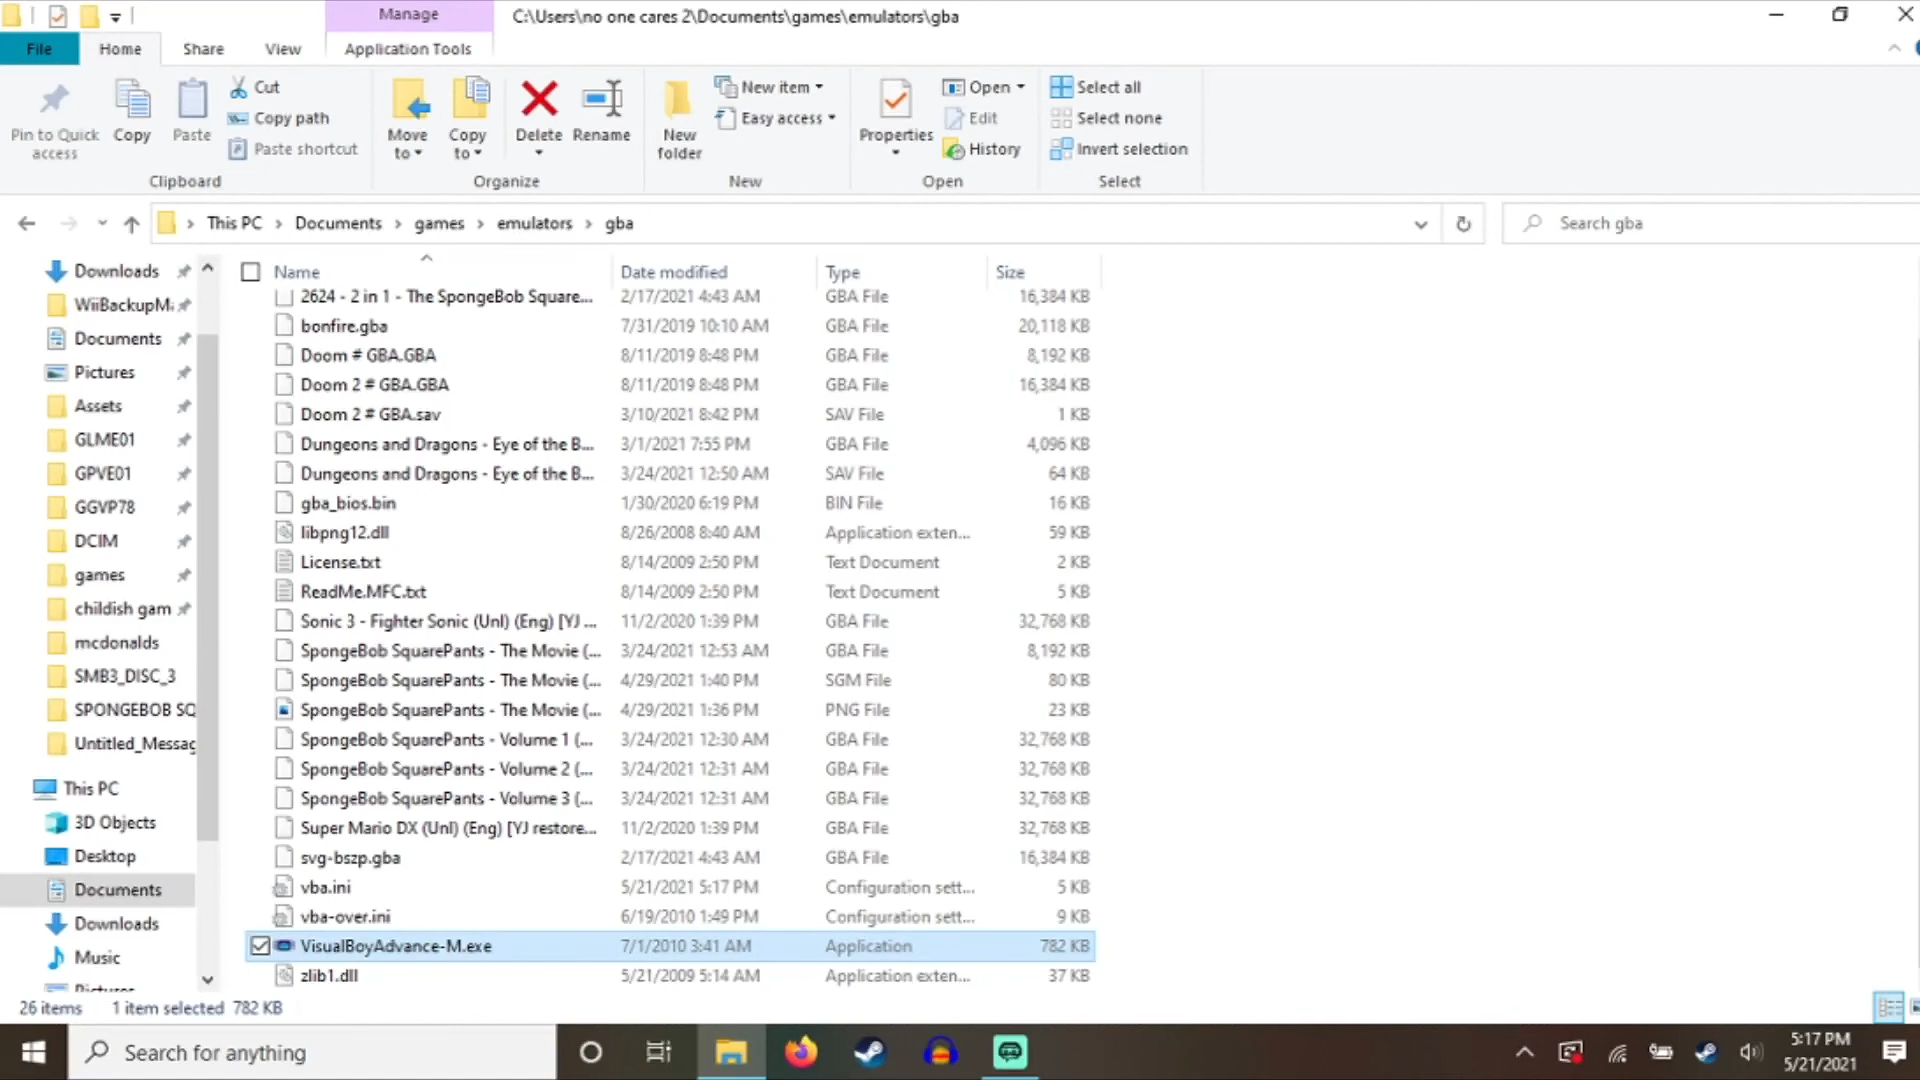 Manage
C:\Users\no one cares 2\Documents\games\emulators\gba
File
Home
Share
View
Application Tools
Pin to Quick access
Copy
Paste
Cut
Copy path
Paste shortcut
Clipboard
Move to
Copy to
Delete
Rename
Organize
New folder
New item
Easy access
New
Properties
Open
Edit
History
Open
Select all
Select none
Invert selection
Select
This PC > Documents > games > emulators > gba
Search gba
Downloads
WiiBackupMa
Documents
Pictures
Assets
GLME01
GPVE01
GGVP78
DCIM
games
childish gam
mcdonalds
SMB3_DISC_3
SPONGEBOB SQ
Untitled_Messag
This PC
3D Objects
Desktop
Documents
Downloads
Music
Pictures
Name Date modified Type Size
2624 - 2 in 1 - The SpongeBob Square... 2/17/2021 4:43 AM GBA File 16,384 KB
bonfire.gba 7/31/2019 10:10 AM GBA File 20,118 KB
Doom # GBA.GBA 8/11/2019 8:48 PM GBA File 8,192 KB
Doom 2 # GBA.GBA 8/11/2019 8:48 PM GBA File 16,384 KB
Doom 2 # GBA.sav 3/10/2021 8:42 PM SAV File 1 KB
Dungeons and Dragons - Eye of the B... 3/1/2021 7:55 PM GBA File 4,096 KB
Dungeons and Dragons - Eye of the B... 3/24/2021 12:50 AM SAV File 64 KB
gba_bios.bin 1/30/2020 6:19 PM BIN File 16 KB
libpng12.dll 8/26/2008 8:40 AM Application exten... 59 KB
License.txt 8/14/2009 2:50 PM Text Document 2 KB
ReadMe.MFC.txt 8/14/2009 2:50 PM Text Document 5 KB
Sonic 3 - Fighter Sonic (Unl) (Eng) [YJ ... 11/2/2020 1:39 PM GBA File 32,768 KB
SpongeBob SquarePants - The Movie (... 3/24/2021 12:53 AM GBA File 8,192 KB
SpongeBob SquarePants - The Movie (... 4/29/2021 1:40 PM SGM File 80 KB
SpongeBob SquarePants - The Movie (... 4/29/2021 1:36 PM PNG File 23 KB
SpongeBob SquarePants - Volume 1 (... 3/24/2021 12:30 AM GBA File 32,768 KB
SpongeBob SquarePants - Volume 2 (... 3/24/2021 12:31 AM GBA File 32,768 KB
SpongeBob SquarePants - Volume 3 (... 3/24/2021 12:31 AM GBA File 32,768 KB
Super Mario DX (Unl) (Eng) [YJ restore... 11/2/2020 1:39 PM GBA File 32,768 KB
svg-bszp.gba 2/17/2021 4:43 AM GBA File 16,384 KB
vba.ini 5/21/2021 5:17 PM Configuration sett... 5 KB
vba-over.ini 6/19/2010 1:49 PM Configuration sett... 9 KB
VisualBoyAdvance-M.exe 7/1/2010 3:41 AM Application 782 KB
zlib1.dll 5/21/2009 5:14 AM Application exten... 37 KB
26 items 1 item selected 782 KB
Search for anything
5:17 PM
5/21/2021